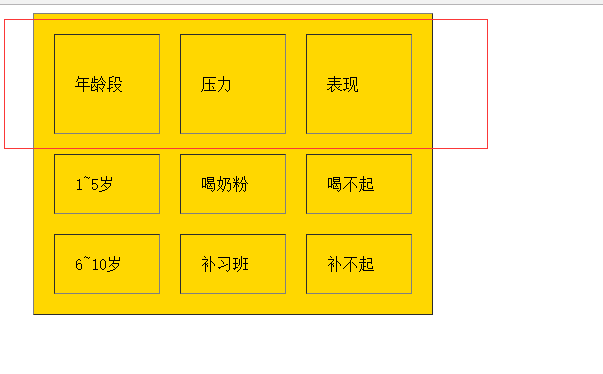 年龄段 压力 表现
1~5岁 喝奶粉 喝不起
6~10岁 补习班 补不起